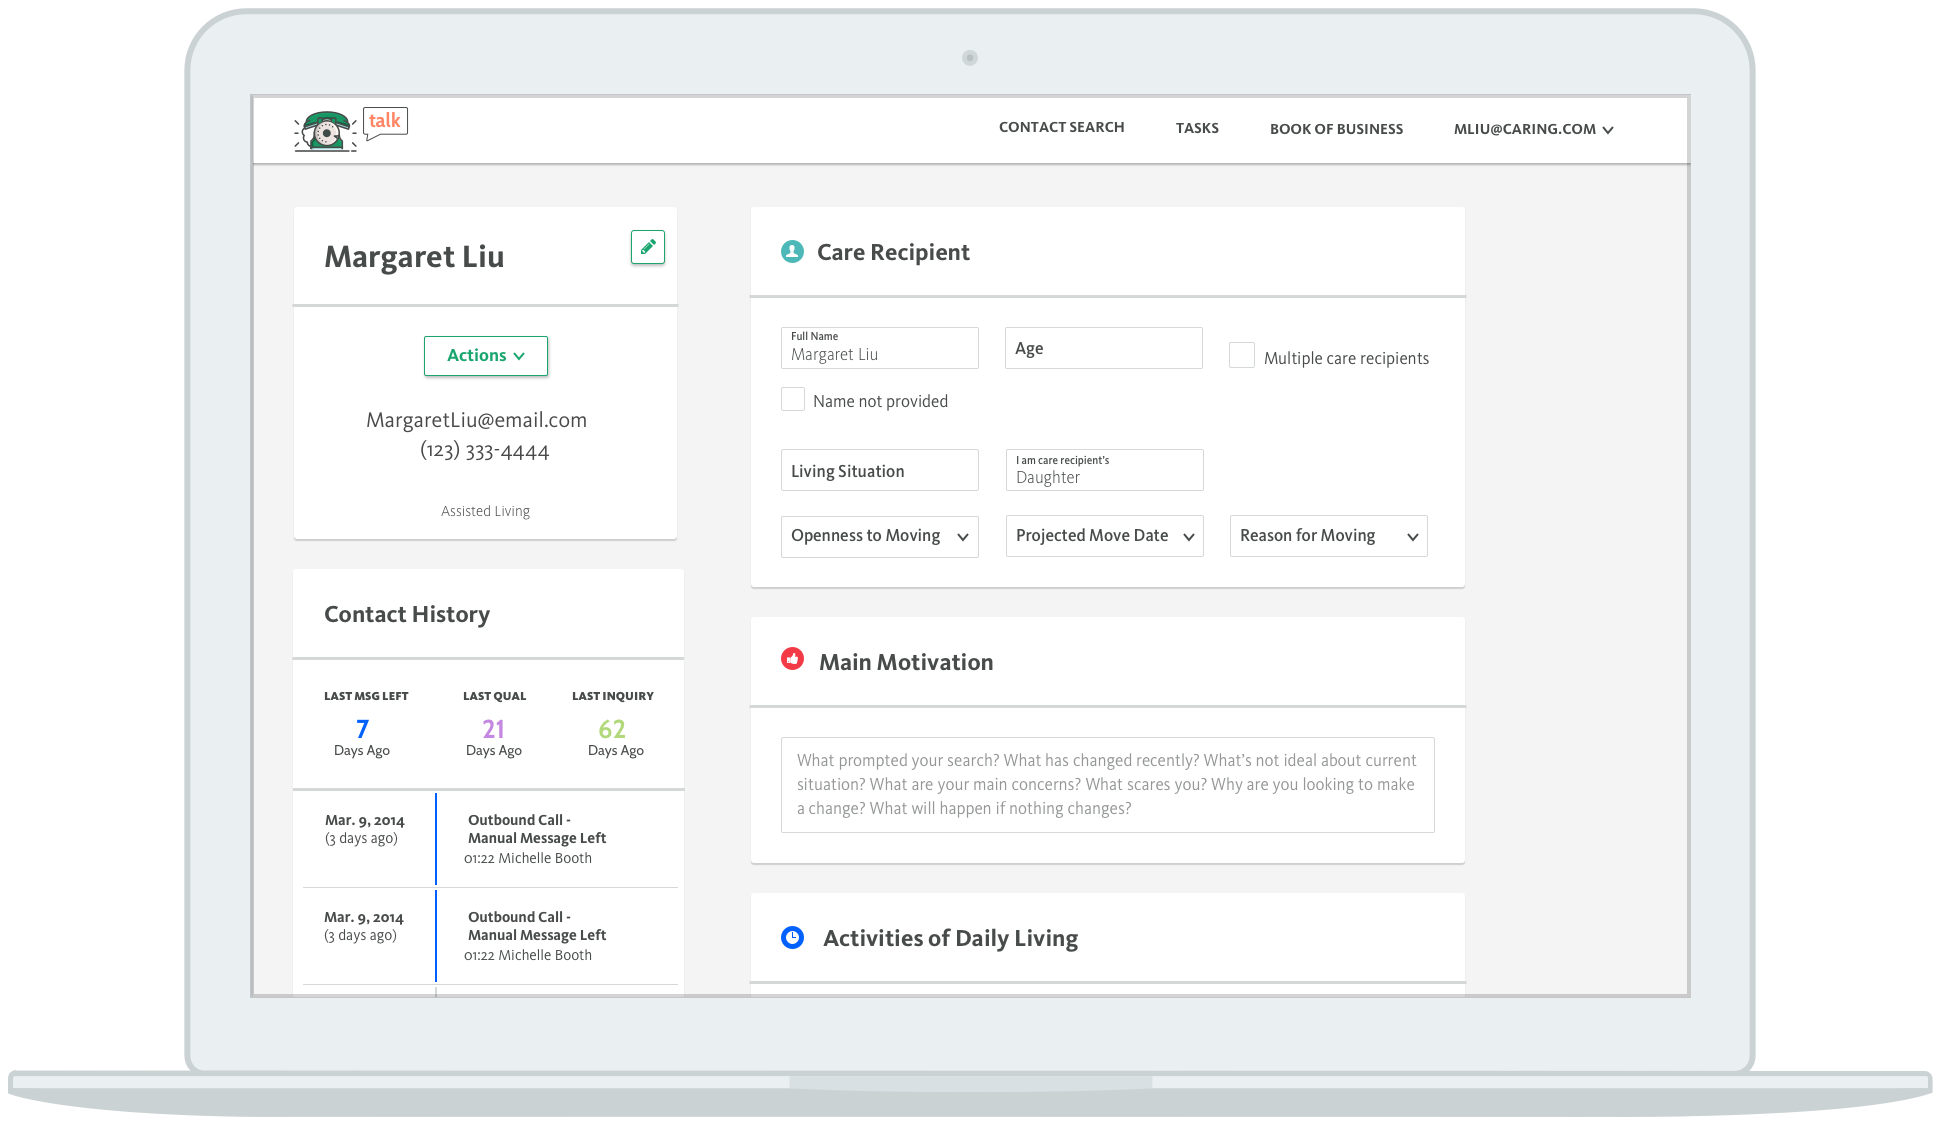 talk
CONTACT SEARCH
TASKS
BOOK OF BUSINESS
MLIU@CARING.COM
Margaret Liu
Actions
MargaretLiu@email.com
(123) 333-4444
Assisted Living
Contact History
LAST MSG LEFT
7
Days Ago
LAST QUAL
21
Days Ago
LAST INQUIRY
62
Days Ago
Mar. 9, 2014
(3 days ago)
Outbound Call -
Manual Message Left
01:22 Michelle Booth
Mar. 9, 2014
(3 days ago)
Outbound Call -
Manual Message Left
01:22 Michelle Booth
Care Recipient
Full Name
Margaret Liu
Age
Multiple care recipients
Name not provided
Living Situation
I am care recipient's
Daughter
Openness to Moving
Projected Move Date
Reason for Moving
Main Motivation
What prompted your search? What has changed recently? What's not ideal about current
situation? What are your main concerns? What scares you? Why are you looking to make
a change? What will happen if nothing changes?
Activities of Daily Living